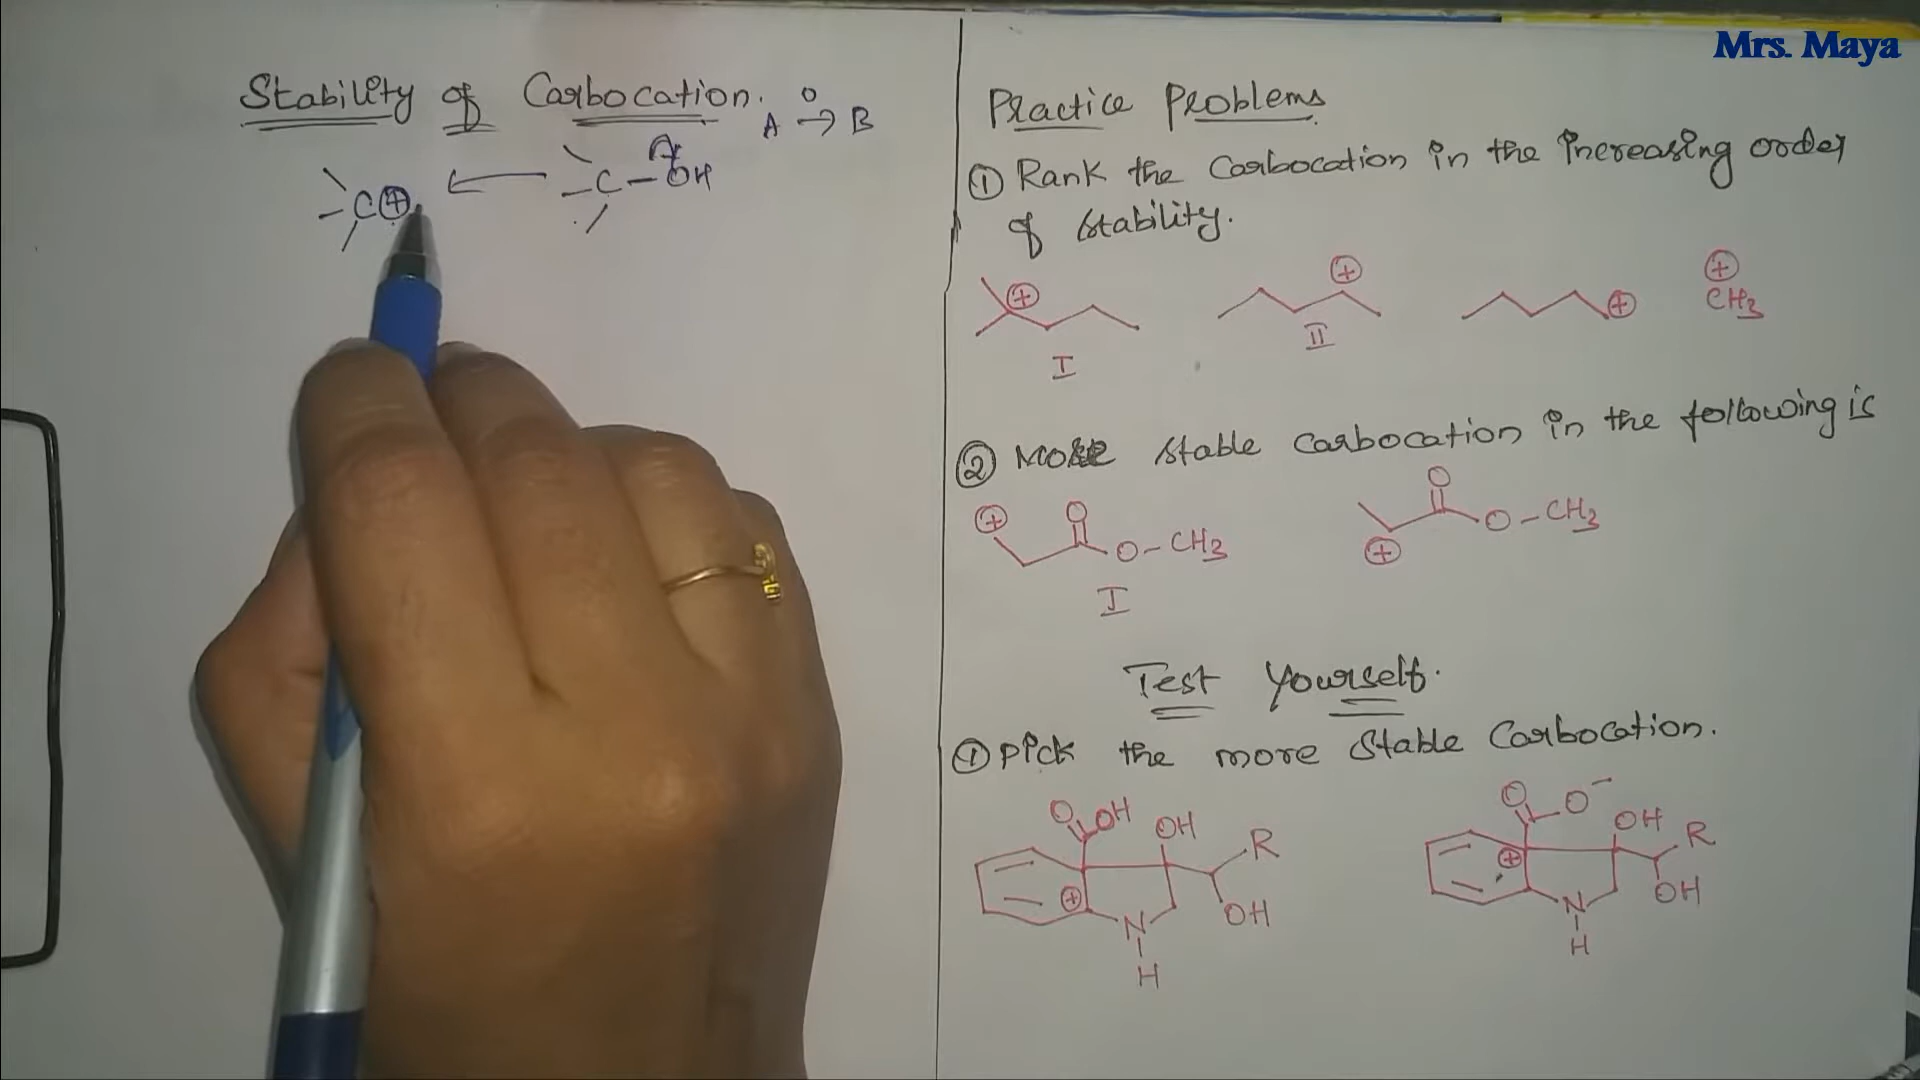 Mrs. Maya
Stability of Carbocation.
A → B
C+
C - OH
Practice Problems
① Rank the Carbocation in the increasing order
of stability.
+
+
+
+
CH3
I
II
② More stable carbocation in the following is
+
O
O-CH3
I
O
O-CH3
+
Test Yourself.
① Pick the more Stable Carbocation.
O
OH
OH
R
+
OH
N
H
O
O-
OH
R
+
OH
N
H